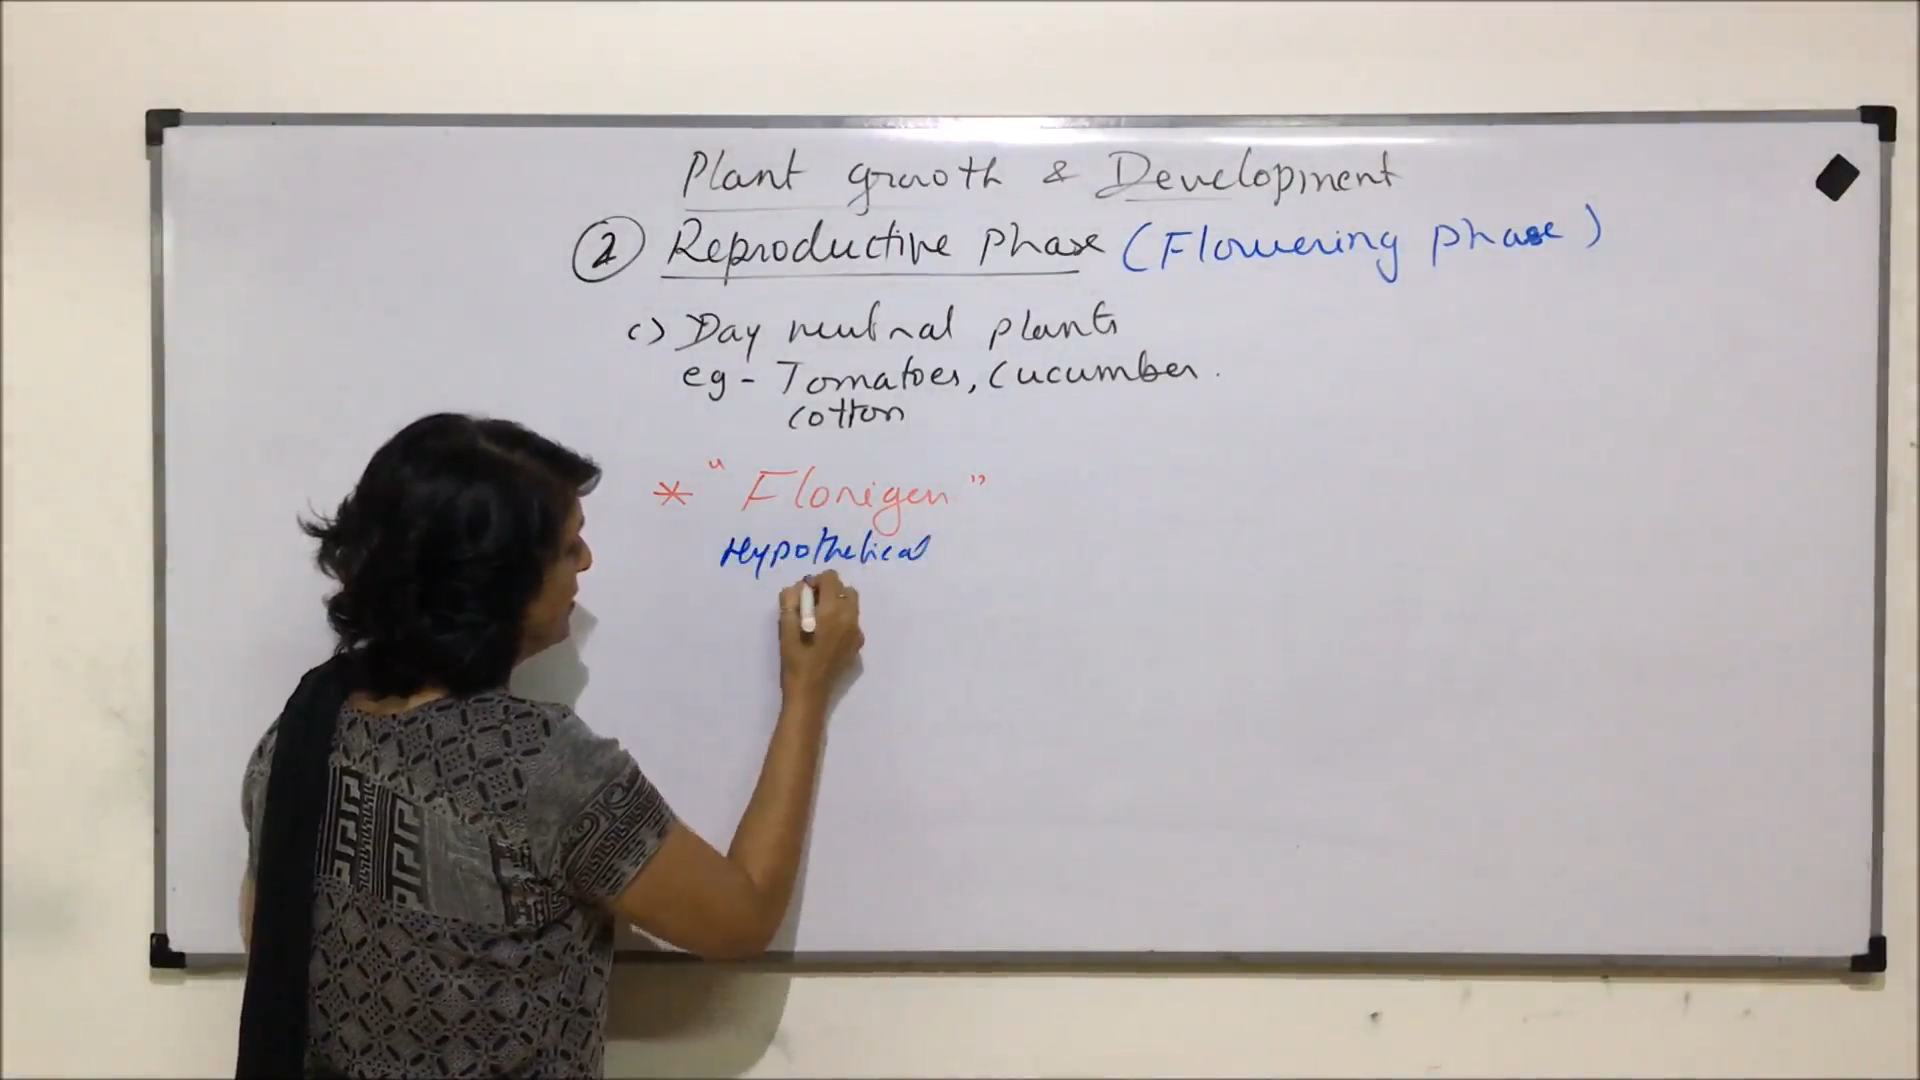 Plant growth & Development
2 Reproductive Phase (Flowering phase)
c) Day neutral plants
eg - Tomatoes, Cucumber.
cotton
* "Florigen"
Hypothetical